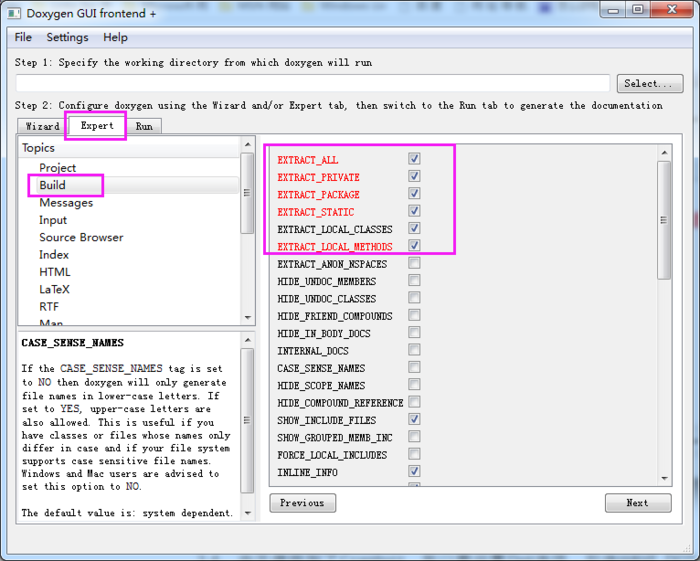 Doxygen GUI frontend +
File Settings Help
Step 1: Specify the working directory from which doxygen will run
Select...
Step 2: Configure doxygen using the Wizard and/or Expert tab, then switch to the Run tab to generate the documentation
Wizard Expert Run
Topics
Project
Build
Messages
Input
Source Browser
Index
HTML
LaTeX
RTF
Man
CASE_SENSE_NAMES
If the CASE_SENSE_NAMES tag is set
to NO then doxygen will only generate
file names in lower-case letters. If
set to YES, upper-case letters are
also allowed. This is useful if you
have classes or files whose names only
differ in case and if your file system
supports case sensitive file names.
Windows and Mac users are advised to
set this option to NO.
The default value is: system dependent.
EXTRACT_ALL
EXTRACT_PRIVATE
EXTRACT_PACKAGE
EXTRACT_STATIC
EXTRACT_LOCAL_CLASSES
EXTRACT_LOCAL_METHODS
EXTRACT_ANON_NSPACES
HIDE_UNDOC_MEMBERS
HIDE_UNDOC_CLASSES
HIDE_FRIEND_COMPOUNDS
HIDE_IN_BODY_DOCS
INTERNAL_DOCS
CASE_SENSE_NAMES
HIDE_SCOPE_NAMES
HIDE_COMPOUND_REFERENCE
SHOW_INCLUDE_FILES
SHOW_GROUPED_MEMB_INC
FORCE_LOCAL_INCLUDES
INLINE_INFO
Previous Next